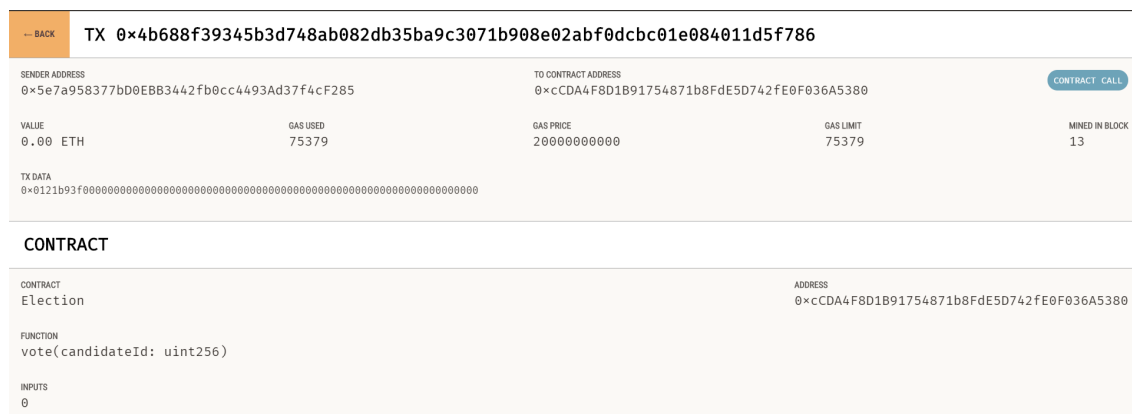 ← BACK TX 0×4b688f39345b3d748ab082db35ba9c3071b908e02abf0dcbc01e084011d5f786
SENDER ADDRESS TO CONTRACT ADDRESS
0×5e7a958377bD0EBB3442fb0cc4493Ad37f4cF285 0×cCDA4F8D1B91754871b8FdE5D742fE0F036A5380 CONTRACT CALL
VALUE GAS USED GAS PRICE GAS LIMIT MINED IN BLOCK
0.00 ETH 75379 20000000000 75379 13
TX DATA
0×0121b93f0000000000000000000000000000000000000000000000000000000000000000
CONTRACT
CONTRACT ADDRESS
Election 0×cCDA4F8D1B91754871b8FdE5D742fE0F036A5380
FUNCTION
vote(candidateId: uint256)
INPUTS
0